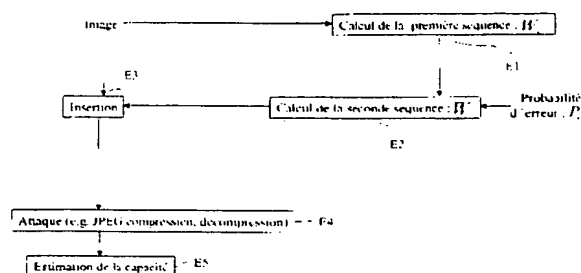 Image
Calcul de la première séquence : W
E1
E3
Insertion
Calcul de la seconde séquence : W'
Probabilité
d'erreur : P
E2
Attaque (e.g. JPEG compression, décompression)
E4
Estimation de la capacité
E5